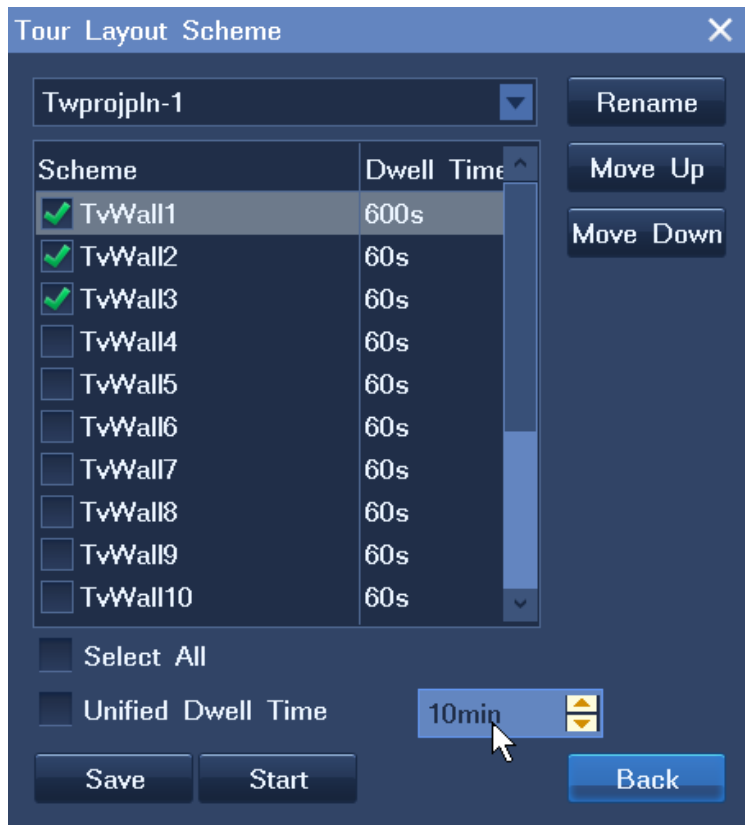 Tour Layout Scheme
Twprojpln-1
Rename
Scheme Dwell Time
Move Up
TvWall1 600s
Move Down
TvWall2 60s
TvWall3 60s
TvWall4 60s
TvWall5 60s
TvWall6 60s
TvWall7 60s
TvWall8 60s
TvWall9 60s
TvWall10 60s
Select All
Unified Dwell Time 10min
Save Start Back